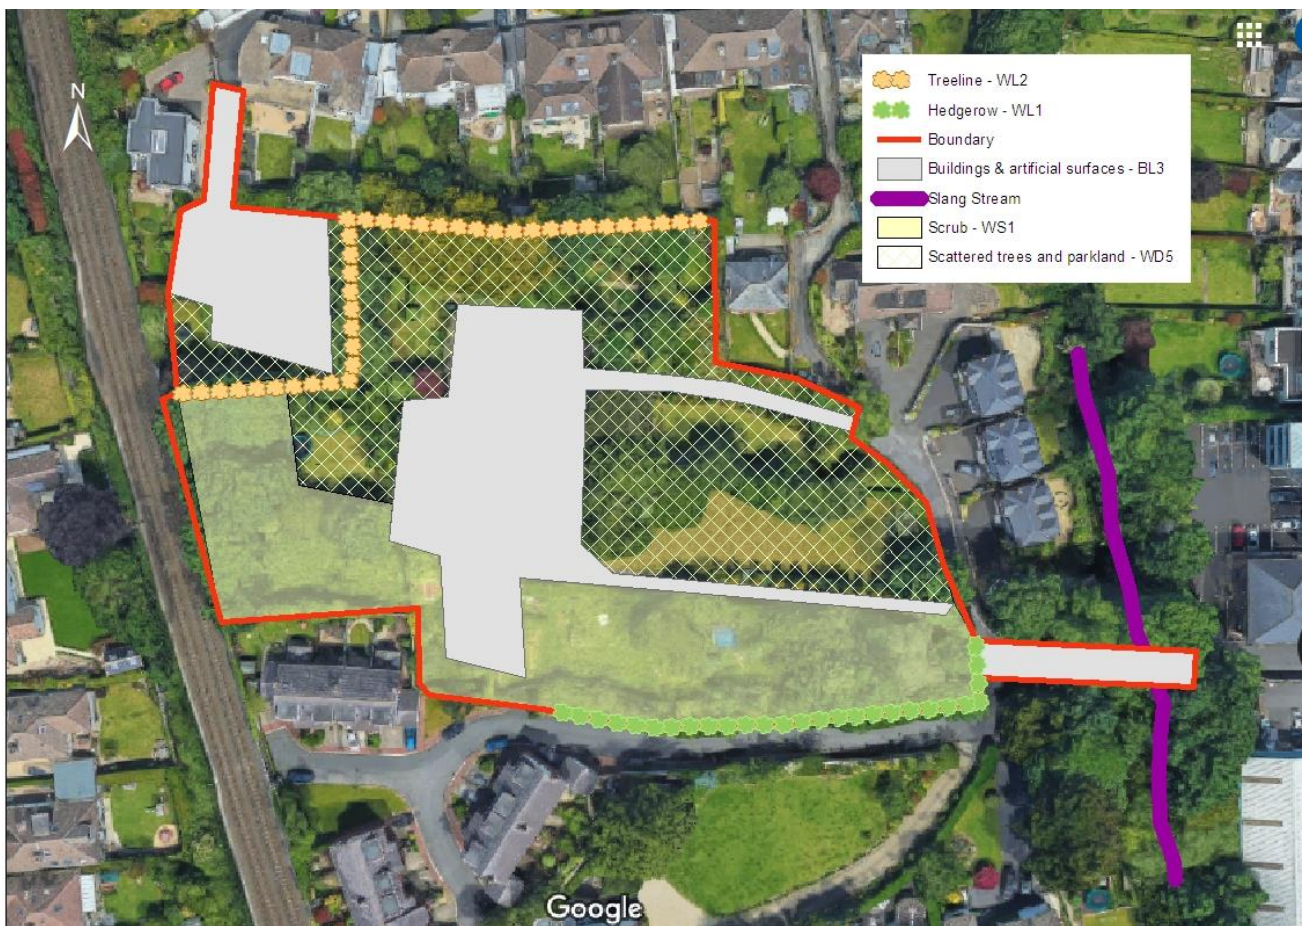 N
Treeline - WL2
Hedgerow - WL1
Boundary
Buildings & artificial surfaces - BL3
Slang Stream
Scrub - WS1
Scattered trees and parkland - WD5
Google